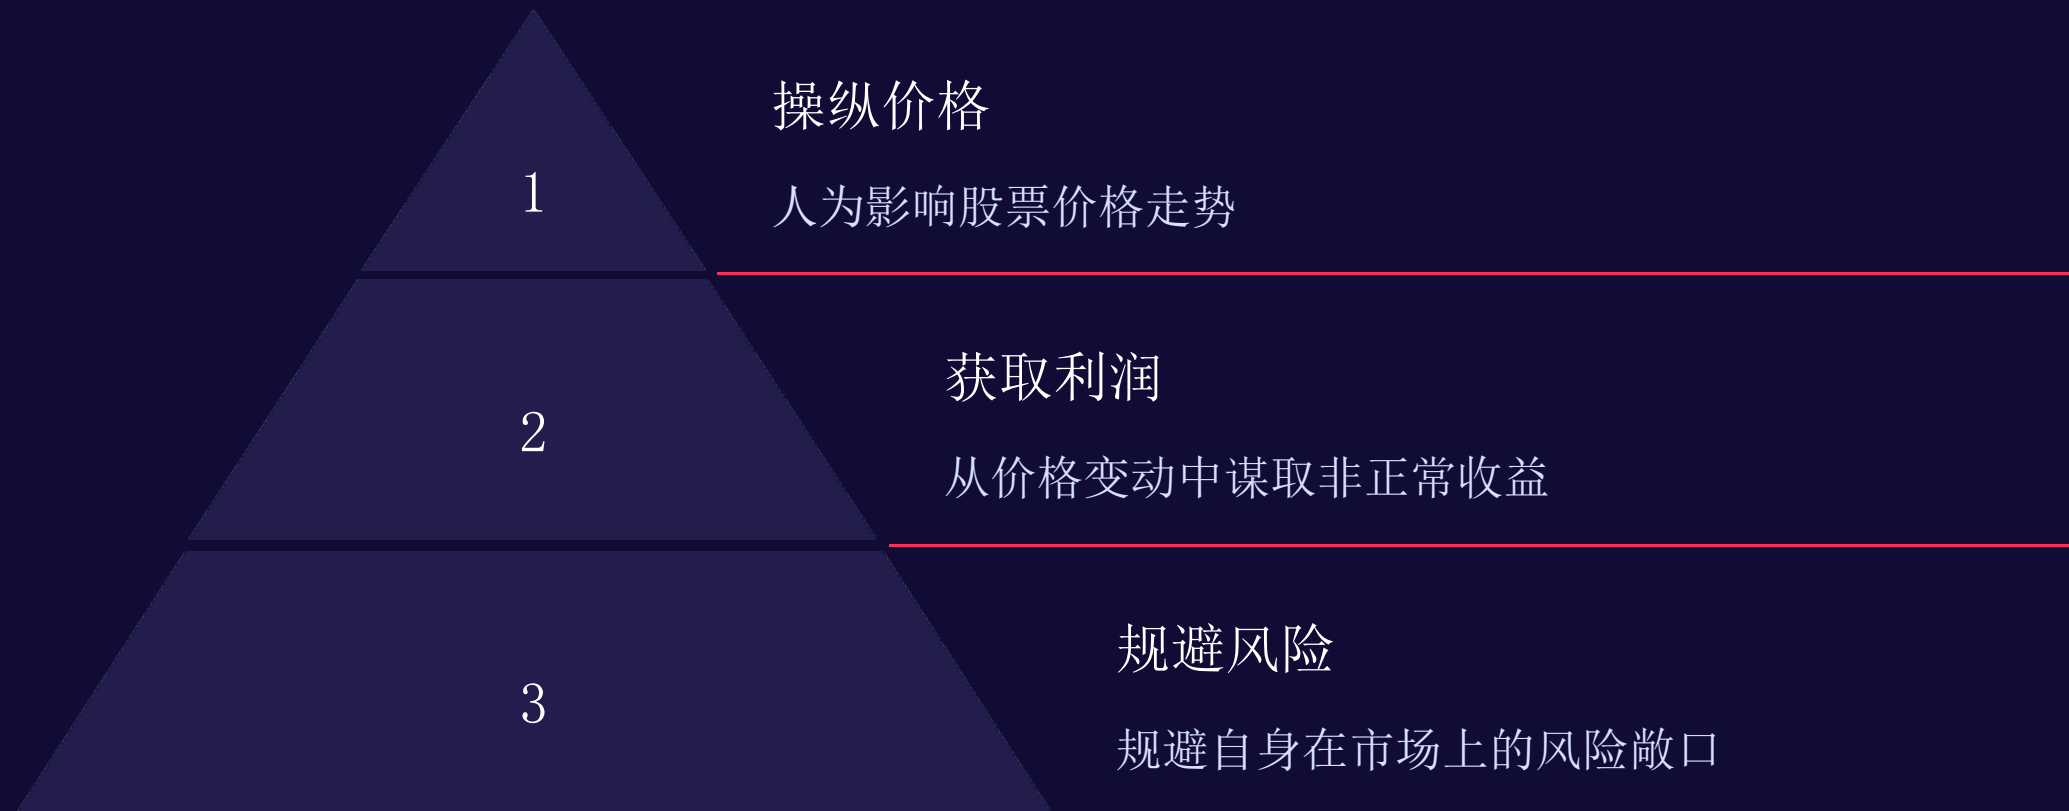 1
操纵价格
人为影响股票价格走势
2
获取利润
从价格变动中谋取非正常收益
3
规避风险
规避自身在市场上的风险敞口